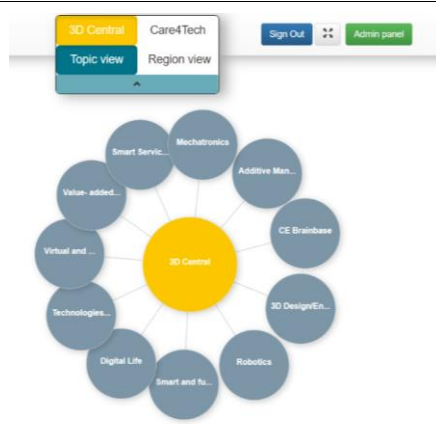 3D Central Care4Tech
Sign Out Admin panel
Topic view Region view
Mechatronics
Smart Servic...
Additive Man...
Value- added...
CE Brainbase
Virtual and ...
3D Central
3D Design/En...
Technologies...
Digital Life
Robotics
Smart and fu...